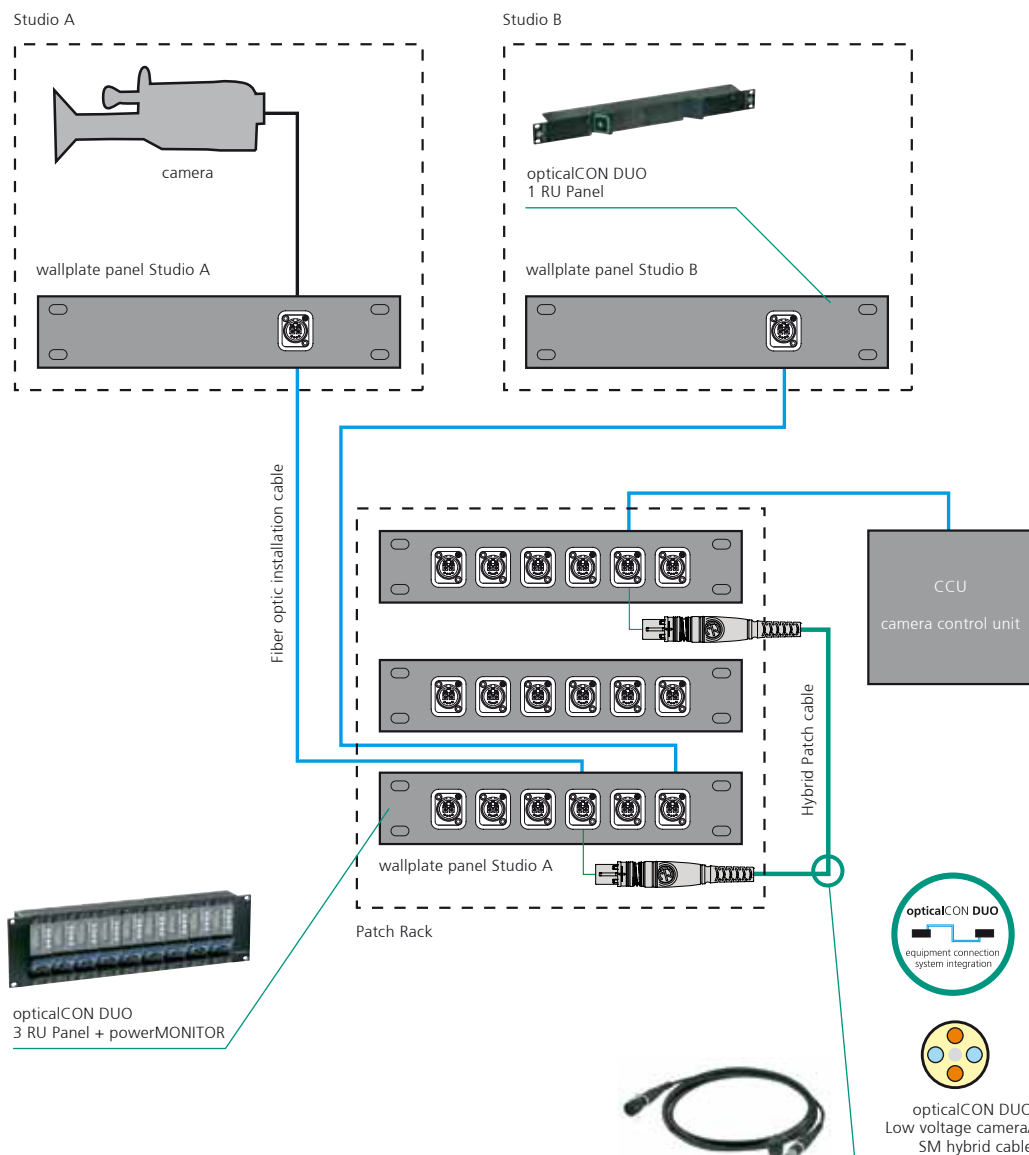 Studio A
Studio B
camera
opticalCON DUO
1 RU Panel
wallplate panel Studio A
wallplate panel Studio B
Fiber optic installation cable
CCU
camera control unit
Hybrid Patch cable
wallplate panel Studio A
Patch Rack
opticalCON DUO
equipment connection
system integration
opticalCON DUO
3 RU Panel + powerMONITOR
opticalCON DUO
Low voltage camera/
SM hybrid cable